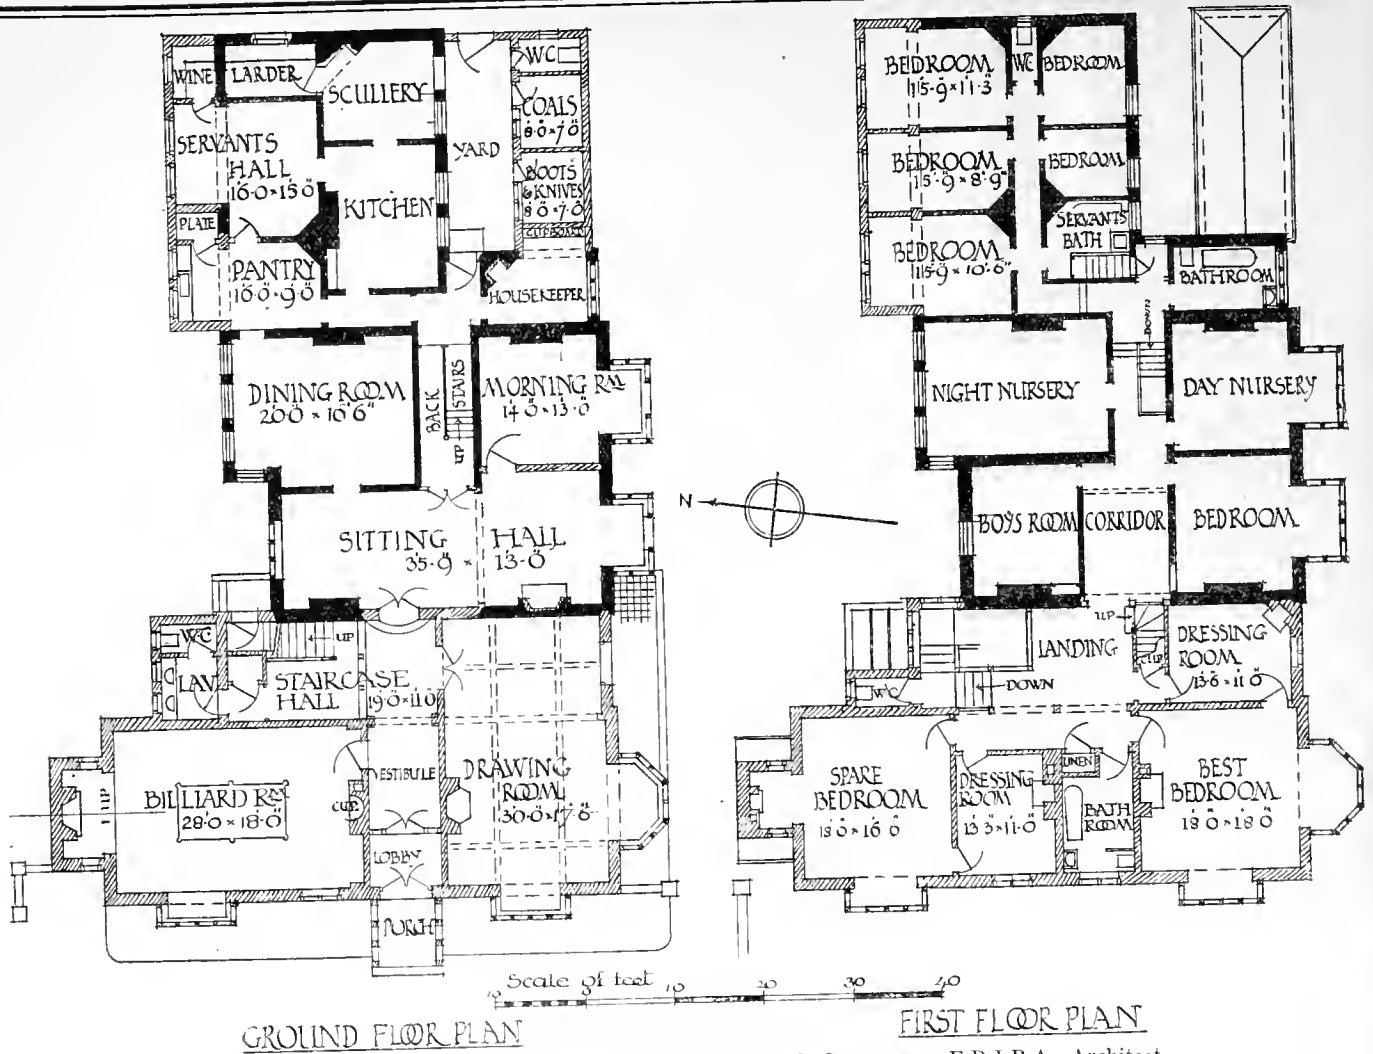 WINE
LARDER
SCULLERY
WC
COALS
8·0 × 7·0
YARD
SERVANTS
HALL
16·0 × 15·0
BOOTS
& KNIVES
8·0 × 7·0
CUPBOARD
KITCHEN
PLATE
PANTRY
16·0 × 9·0
HOUSEKEEPER
DINING ROOM
20·0 × 16'6"
BACK
STAIRS
UP
MORNING RM
14·0 × 13·0
SITTING HALL
35·9 × 13·0
WC
LAV
UP
STAIRCASE
HALL
19·0 × 11·0
UP
BILLIARD RM
28·0 × 18·0
CUP
VESTIBULE
DRAWING
ROOM
30·0 × 17·6
LOBBY
PORCH
N
BEDROOM
15·9 × 11·3
WC
BEDROOM
BEDROOM
15·9 × 8'9"
BEDROOM
BEDROOM
15·9 × 10'6"
SERVANTS
BATH
BATHROOM
DOWN
NIGHT NURSERY
DAY NURSERY
BOYS ROOM
CORRIDOR
BEDROOM
LANDING
UP
CUP
DRESSING
ROOM
13·6 × 11·0
WC
DOWN
SPARE
BEDROOM
18·0 × 16·0
DRESSING
ROOM
13·3 × 11·0
LINEN
BATH
ROOM
BEST
BEDROOM
18·0 × 18·0
Scale of feet
10 0 10 20 30 40
GROUND FLOOR PLAN
FIRST FLOOR PLAN
F.R.I.B.A., Architect